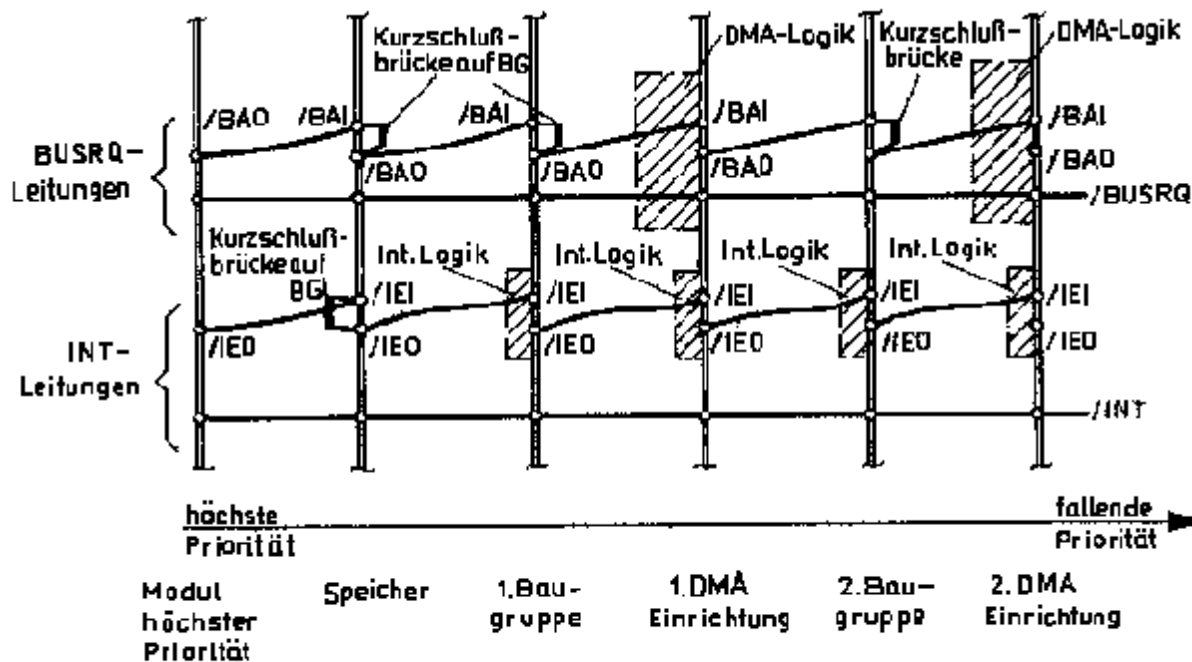 Kurzschluß-
brücke auf BG
DMA-Logik
Kurzschluß-
brücke
DMA-Logik
/BAO
/BAI
/BAI
/BAI
/BAI
BUSRQ-
Leitungen
/BAO
/BAO
/BAO
/BAO
/BUSRQ
Kurzschluß-
brücke auf
BG
Int.Logik
Int.Logik
Int.Logik
Int.Logik
/IEI
/IEI
/IEI
/IEI
/IEI
INT-
Leitungen
/IEO
/IEO
/IEO
/IEO
/IEO
/IEO
/INT
höchste
Priorität
fallende
Priorität
Modul
höchster
Priorität
Speicher
1.Bau-
gruppe
1.DMA
Einrichtung
2.Bau-
gruppe
2.DMA
Einrichtung